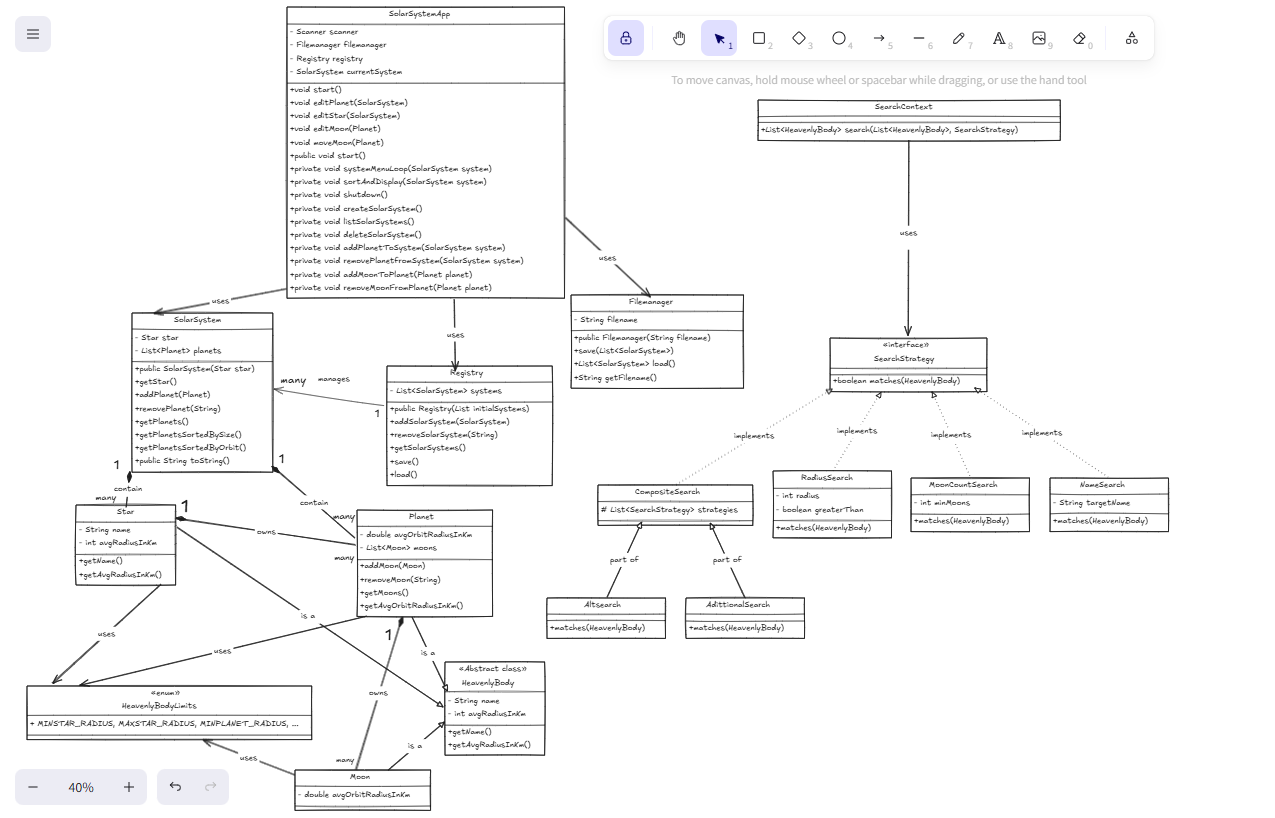 SolarSystemApp
- Scanner scanner
- Filemanager filemanager
- Registry registry
- SolarSystem currentSystem
+void start()
+void editPlanet(SolarSystem)
+void editStar(SolarSystem)
+void editMoon(Planet)
+void moveMoon(Planet)
+public void start()
+private void systemMenuLoop(SolarSystem system)
+private void sortAndDisplay(SolarSystem system)
+private void shutdown()
+private void createSolarSystem()
+private void listSolarSystems()
+private void deleteSolarSystem()
+private void addPlanetToSystem(SolarSystem system)
+private void removePlanetfromSystem(SolarSystem system)
+private void addMoonToPlanet(Planet planet)
+private void removeMoonFromPlanet(Planet planet)
1
2
3
4
5
6
7
8
9
0
To move canvas, hold mouse wheel or spacebar while dragging, or use the hand tool
SearchContext
+List<HeavenlyBody> search(List<HeavenlyBody>, SearchStrategy)
uses
uses
uses
uses
SolarSystem
- Star star
- List<Planet> planets
+public SolarSystem(Star star)
+getStar()
+addPlanet(Planet)
+removePlanet(String)
+getPlanets()
+getPlanetsSortedBySize()
+getPlanetsSortedByOrbit()
+public String toString()
many
manages
1
Registry
- List<SolarSystem> systems
+public Registry(List initialSystems)
+addSolarSystem(SolarSystem)
+removeSolarSystem(String)
+getSolarSystems()
+save()
+load()
Filemanager
- String filename
+public Filemanager(String filename)
+save(List<SolarSystem>)
+List<SolarSystem> load()
+String getFilename()
«interface»
SearchStrategy
+boolean matches(HeavenlyBody)
implements
implements
implements
implements
CompositeSearch
# List<SearchStrategy> strategies
RadiusSearch
- int radius
- boolean greaterThan
+matches(HeavenlyBody)
MoonCountSearch
- int minMoons
+matches(HeavenlyBody)
NameSearch
- String targetName
+matches(HeavenlyBody)
part of
part of
Altsearch
+matches(HeavenlyBody)
AdittionalSearch
+matches(HeavenlyBody)
1
contain
many
1
contain
many
Star
- String name
- int avgRadiusInKm
+getName()
+getAvgRadiusInKm()
1
owns
many
Planet
- double avgOrbitRadiusInKm
- List<Moon> moons
+addMoon(Moon)
+removeMoon(String)
+getMoons()
+getAvgOrbitRadiusInKm()
uses
is a
uses
1
owns
many
is a
is a
«Abstract class»
HeavenlyBody
- String name
- int avgRadiusInKm
+getName()
+getAvgRadiusInKm()
«enum»
HeavenlyBodyLimits
+ MINSTAR_RADIUS, MAXSTAR_RADIUS, MINPLANET_RADIUS, ...
uses
Moon
- double avgOrbitRadiusInKm
40%